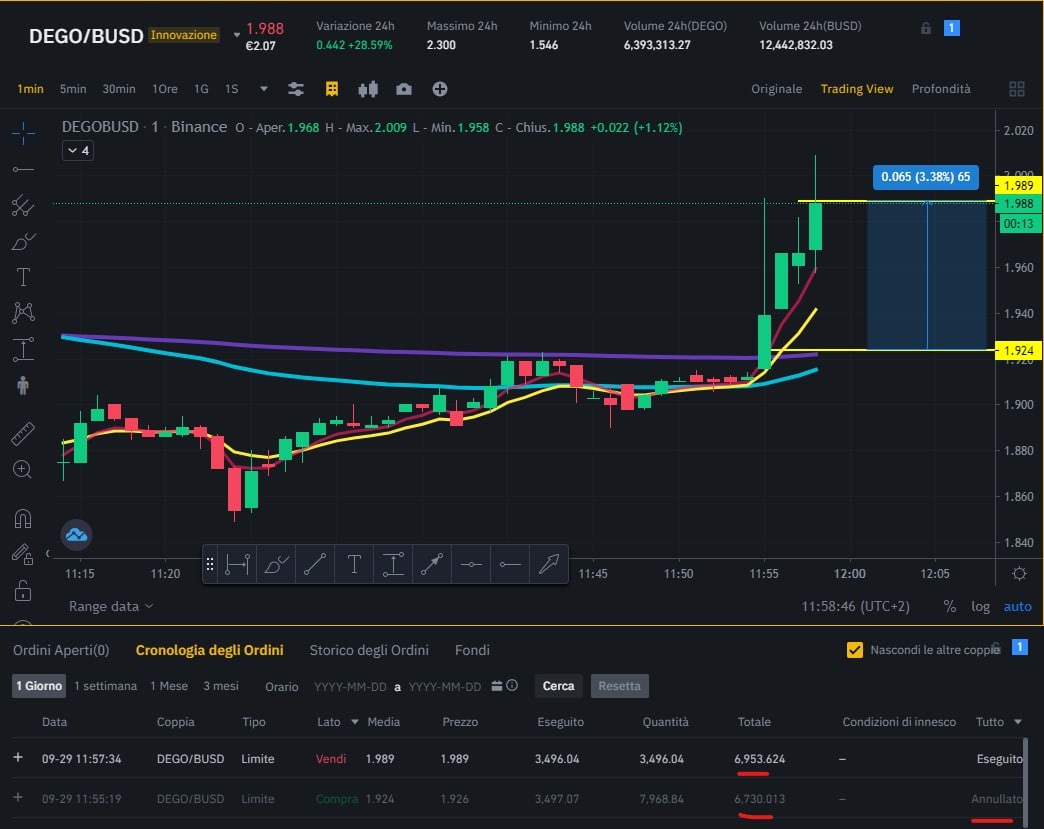 DEGO/BUSD Innovazione 1.988 €2.07
Variazione 24h 0.442 +28.59%
Massimo 24h 2.300
Minimo 24h 1.546
Volume 24h(DEGO) 6,393,313.27
Volume 24h(BUSD) 12,442,832.03
1
1min 5min 30min 1Ore 1G 1S Originale Trading View Profondità
DEGOBUSD · 1 · Binance O - Aper.1.968 H - Max.2.009 L - Min.1.958 C - Chius.1.988 +0.022 (+1.12%)
4
2.020
0.065 (3.38%) 65
2.000
1.989
1.988
00:13
1.960
1.940
1.924
1.920
1.900
1.880
1.860
1.840
11:15 11:20 11:45 11:50 11:55 12:00 12:05
Range data 11:58:46 (UTC+2) % log auto
Ordini Aperti(0) Cronologia degli Ordini Storico degli Ordini Fondi Nascondi le altre coppie 1
1 Giorno 1 settimana 1 Mese 3 mesi Orario YYYY-MM-DD a YYYY-MM-DD Cerca Resetta
Data Coppia Tipo Lato Media Prezzo Eseguito Quantità Totale Condizioni di innesco Tutto
+ 09-29 11:57:34 DEGO/BUSD Limite Vendi 1.989 1.989 3,496.04 3,496.04 6,953.624 – Eseguito
+ 09-29 11:55:19 DEGO/BUSD Limite Compra 1.924 1.926 3,497.07 7,968.84 6,730.013 – Annullato